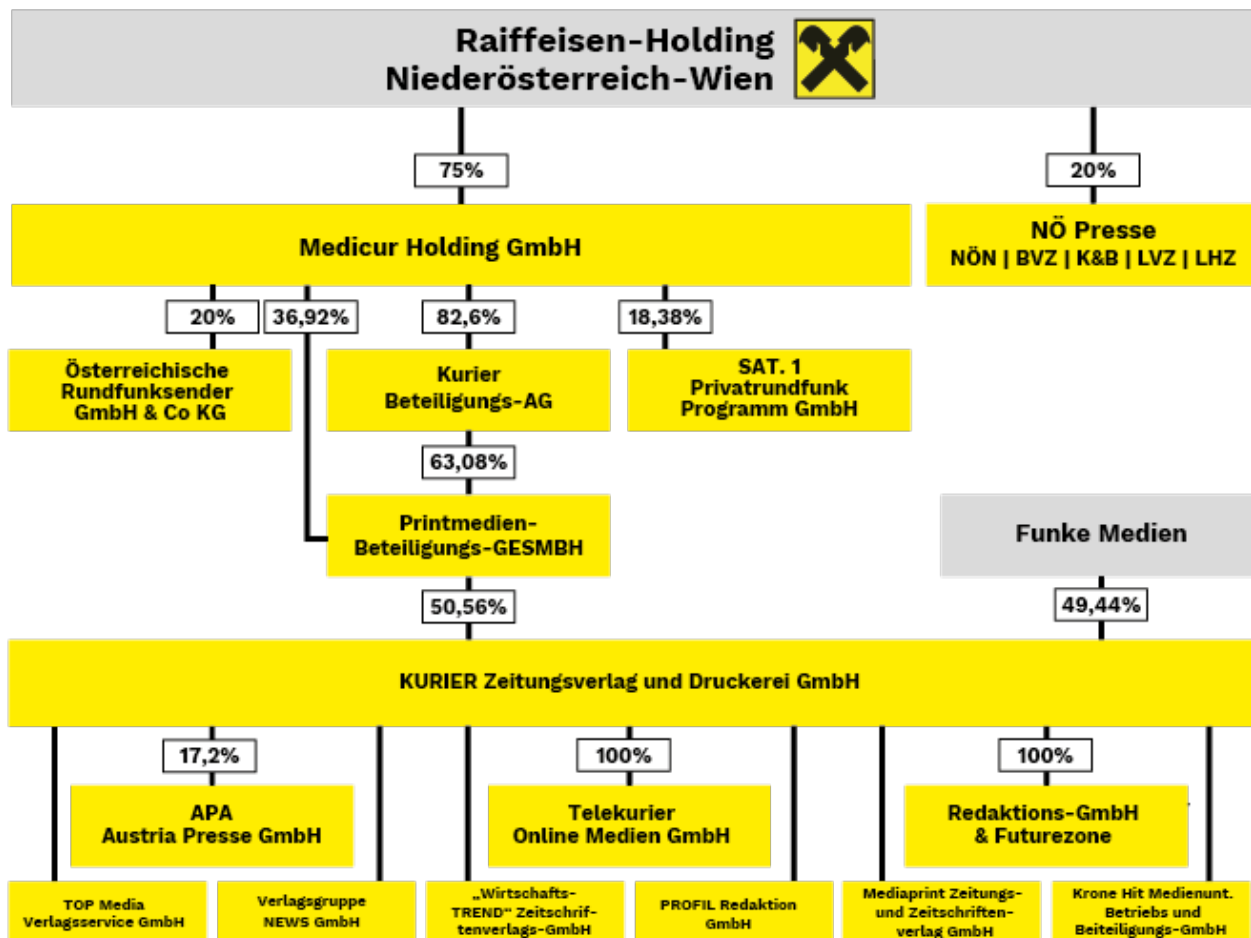 Raiffeisen-Holding
Niederösterreich-Wien
75%
20%
Medicur Holding GmbH
NÖ Presse
NÖN | BVZ | K&B | LVZ | LHZ
20%
36,92%
82,6%
18,38%
Österreichische
Rundfunksender
GmbH & Co KG
Kurier
Beteiligungs-AG
SAT. 1
Privatrundfunk
Programm GmbH
63,08%
Printmedien-
Beteiligungs-GESMBH
Funke Medien
50,56%
49,44%
KURIER Zeitungsverlag und Druckerei GmbH
17,2%
100%
100%
APA
Austria Presse GmbH
Telekurier
Online Medien GmbH
Redaktions-GmbH
& Futurezone
TOP Media
Verlagsservice GmbH
Verlagsgruppe
NEWS GmbH
„Wirtschafts-
TREND“ Zeitschrif-
tenverlags-GmbH
PROFIL Redaktion
GmbH
Mediaprint Zeitungs-
und Zeitschriften-
verlag GmbH
Krone Hit Medienunt.
Betriebs und
Beiteiligungs-GmbH